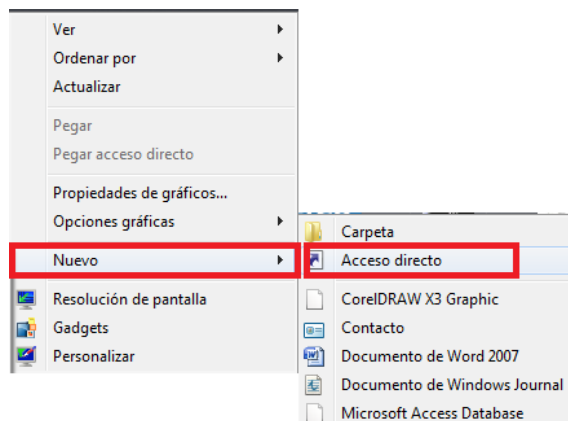 Ver
Ordenar por
Actualizar
Pegar
Pegar acceso directo
Propiedades de gráficos...
Opciones gráficas
Nuevo
Resolución de pantalla
Gadgets
Personalizar
Carpeta
Acceso directo
CorelDRAW X3 Graphic
Contacto
Documento de Word 2007
Documento de Windows Journal
Microsoft Access Database